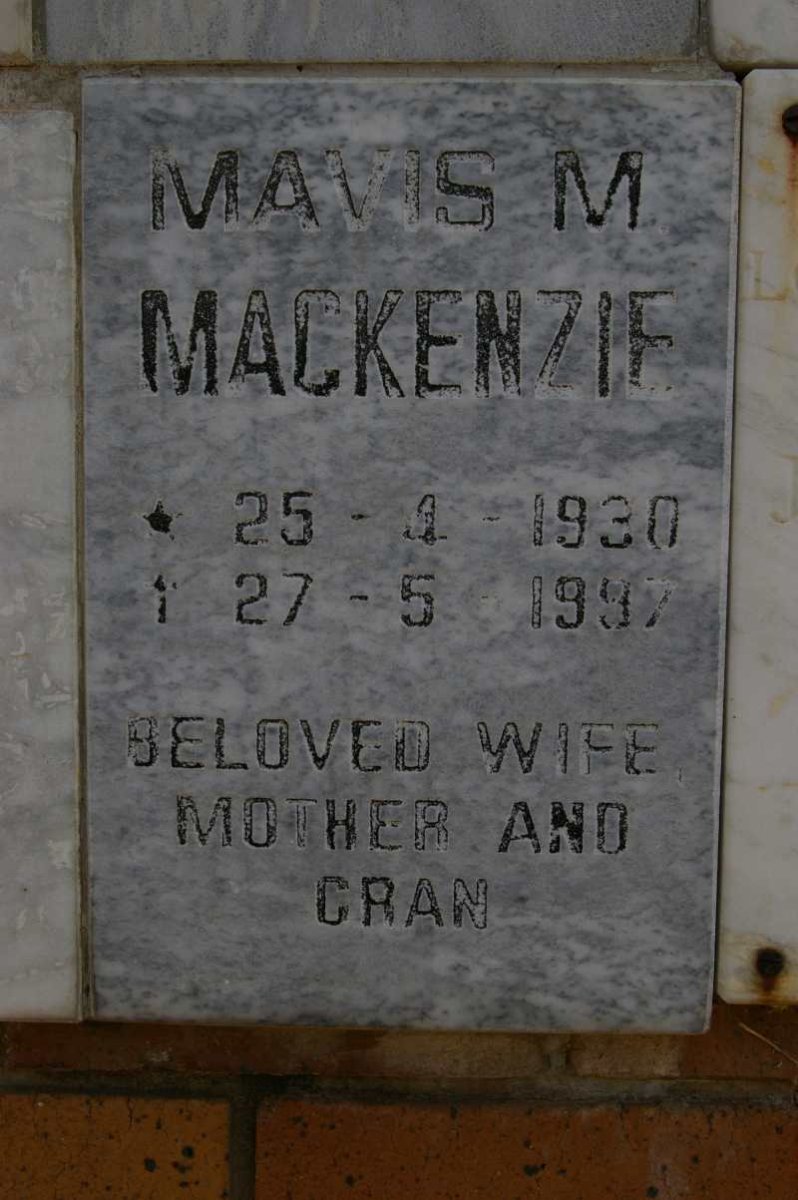 MAVIS M.
MACKENZIE
★ 25 - 4 - 1930
† 27 - 5 - 1997
BELOVED WIFE,
MOTHER AND
GRAN